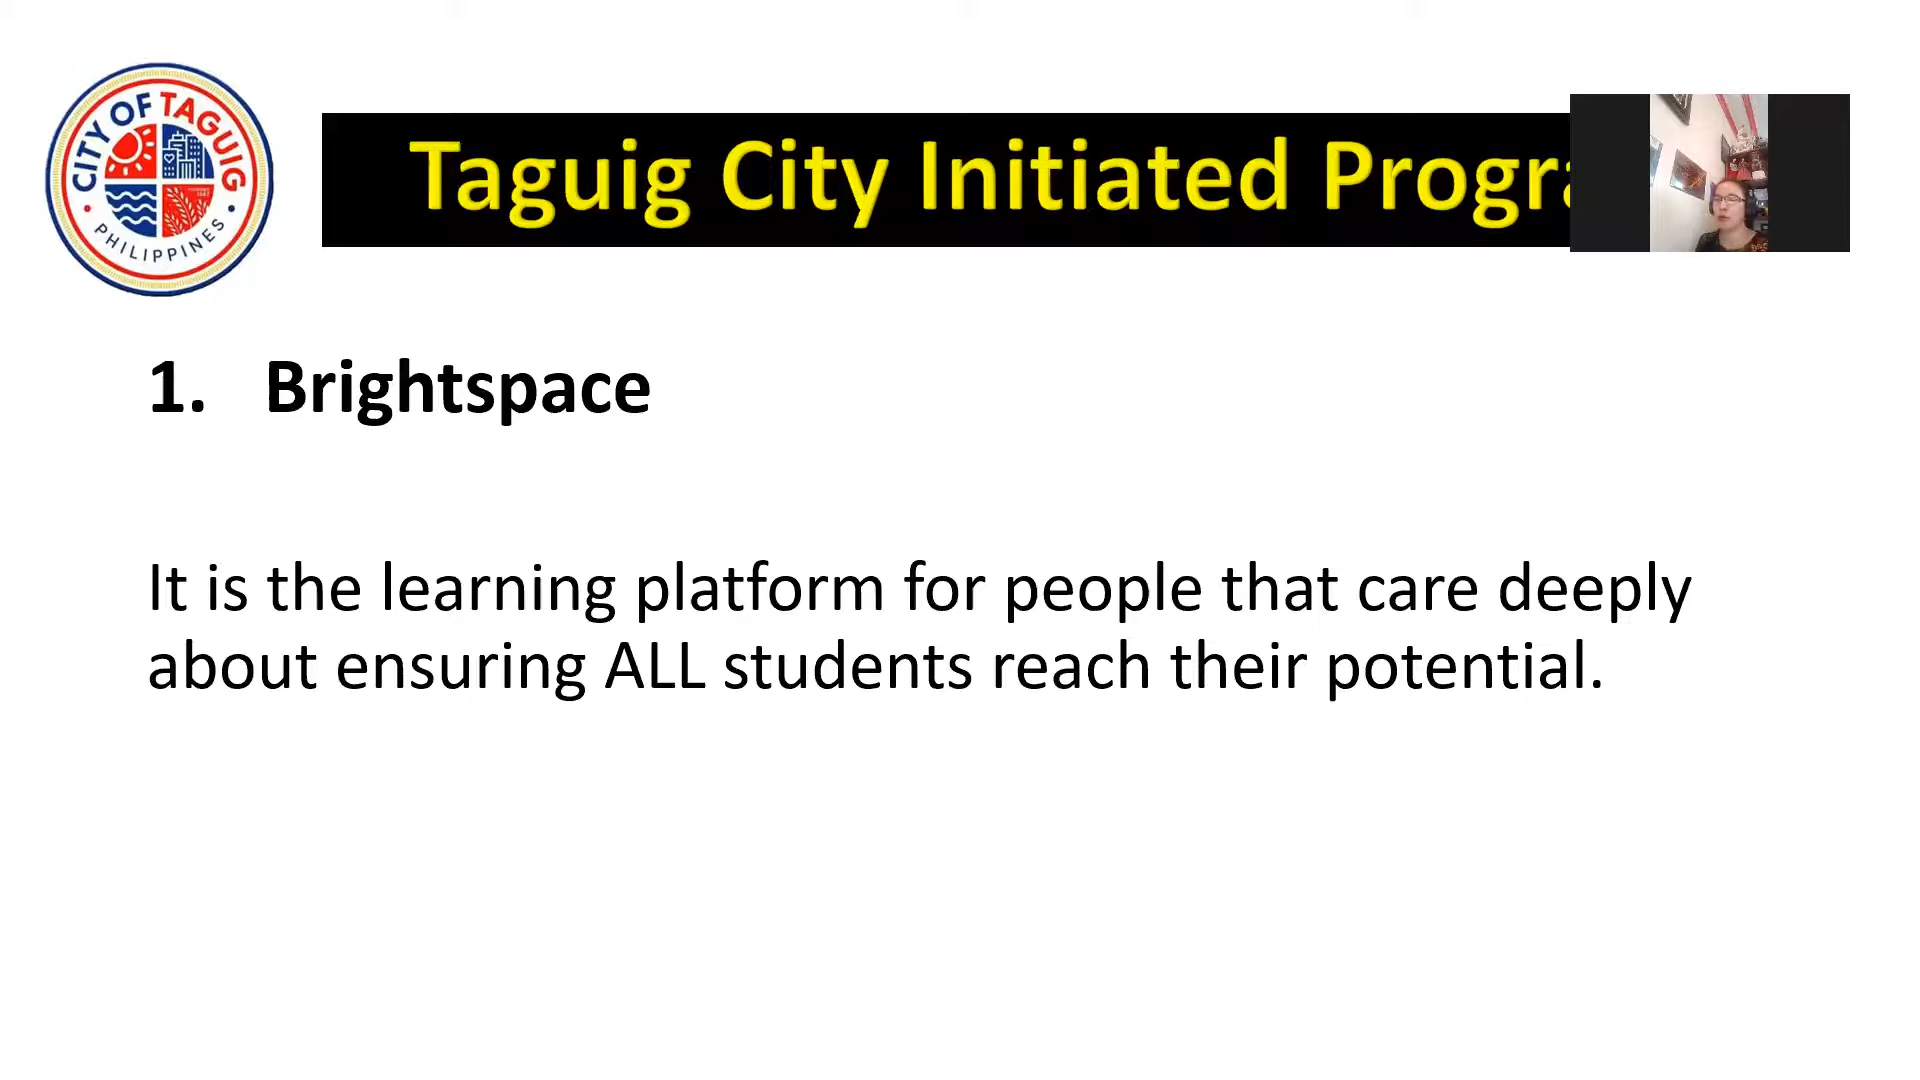 CITY OF TAGUIG
PHILIPPINES
Taguig City Initiated Progra
1. Brightspace
It is the learning platform for people that care deeply
about ensuring ALL students reach their potential.